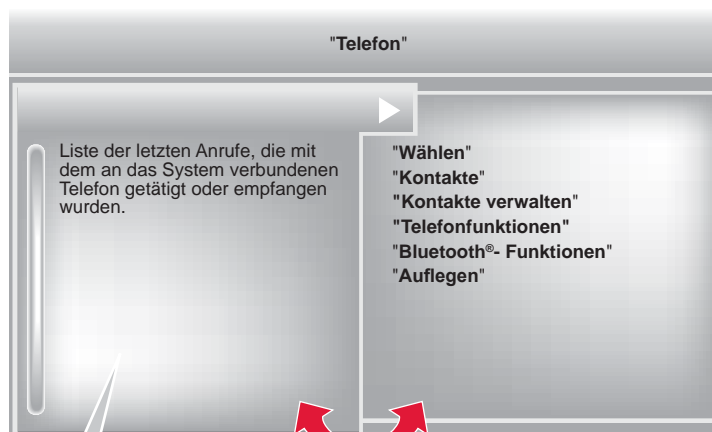 "Telefon"
Liste der letzten Anrufe, die mit
dem an das System verbundenen
Telefon getätigt oder empfangen
wurden.
"Wählen"
"Kontakte"
"Kontakte verwalten"
"Telefonfunktionen"
"Bluetooth®- Funktionen"
"Auflegen"